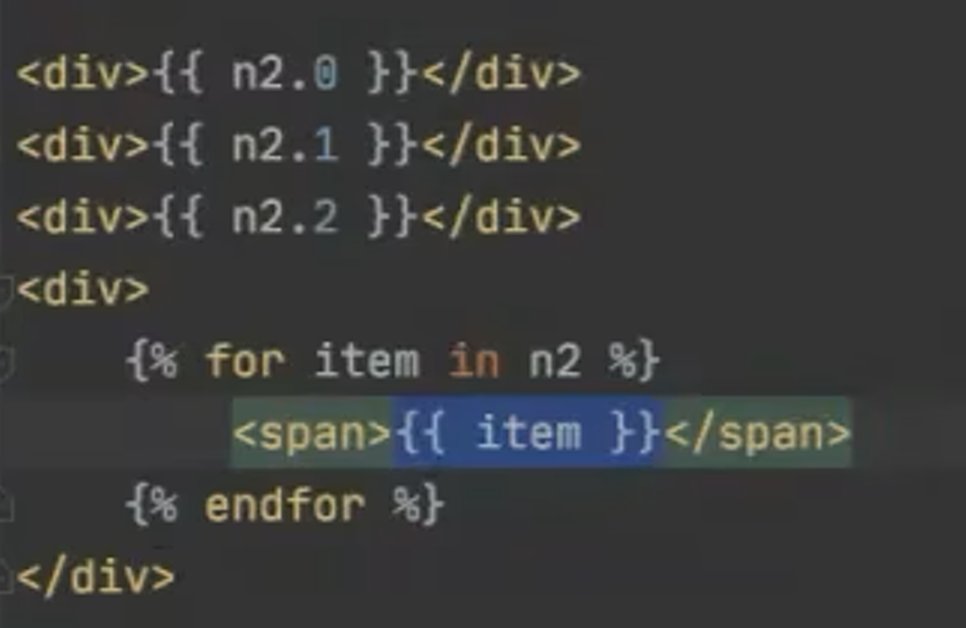 <div>{{ n2.0 }}</div>
<div>{{ n2.1 }}</div>
<div>{{ n2.2 }}</div>
<div>
    {% for item in n2 %}
        <span>{{ item }}</span>
    {% endfor %}
</div>